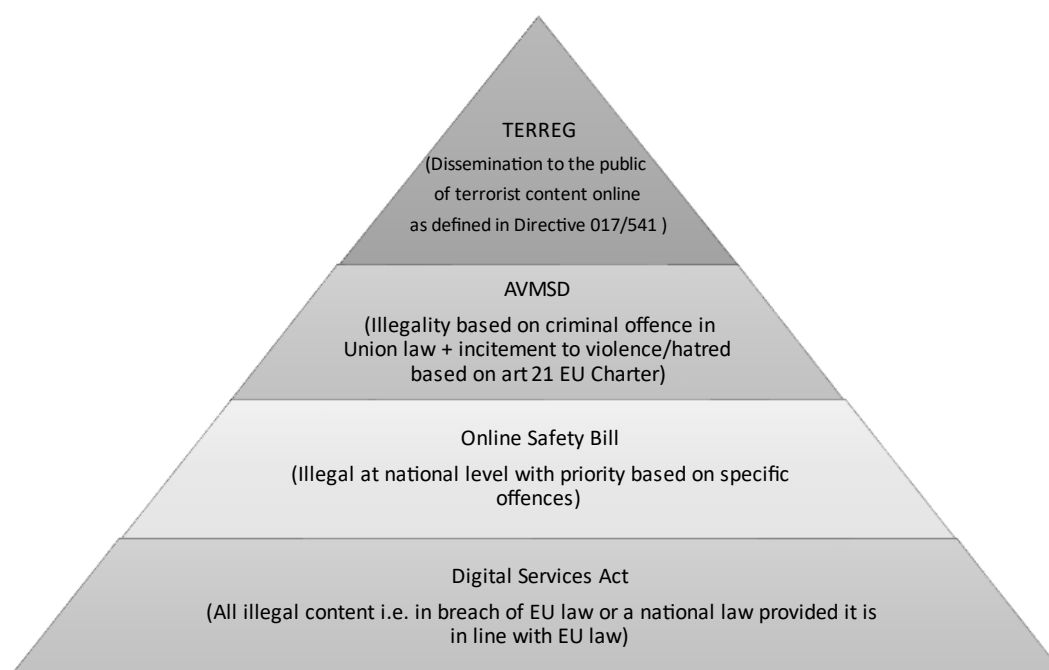 TERREG
(Dissemination to the public
of terrorist content online
as defined in Directive 017/541 )
AVMSD
(Illegality based on criminal offence in
Union law + incitement to violence/hatred
based on art 21 EU Charter)
Online Safety Bill
(Illegal at national level with priority based on specific
offences)
Digital Services Act
(All illegal content i.e. in breach of EU law or a national law provided it is
in line with EU law)